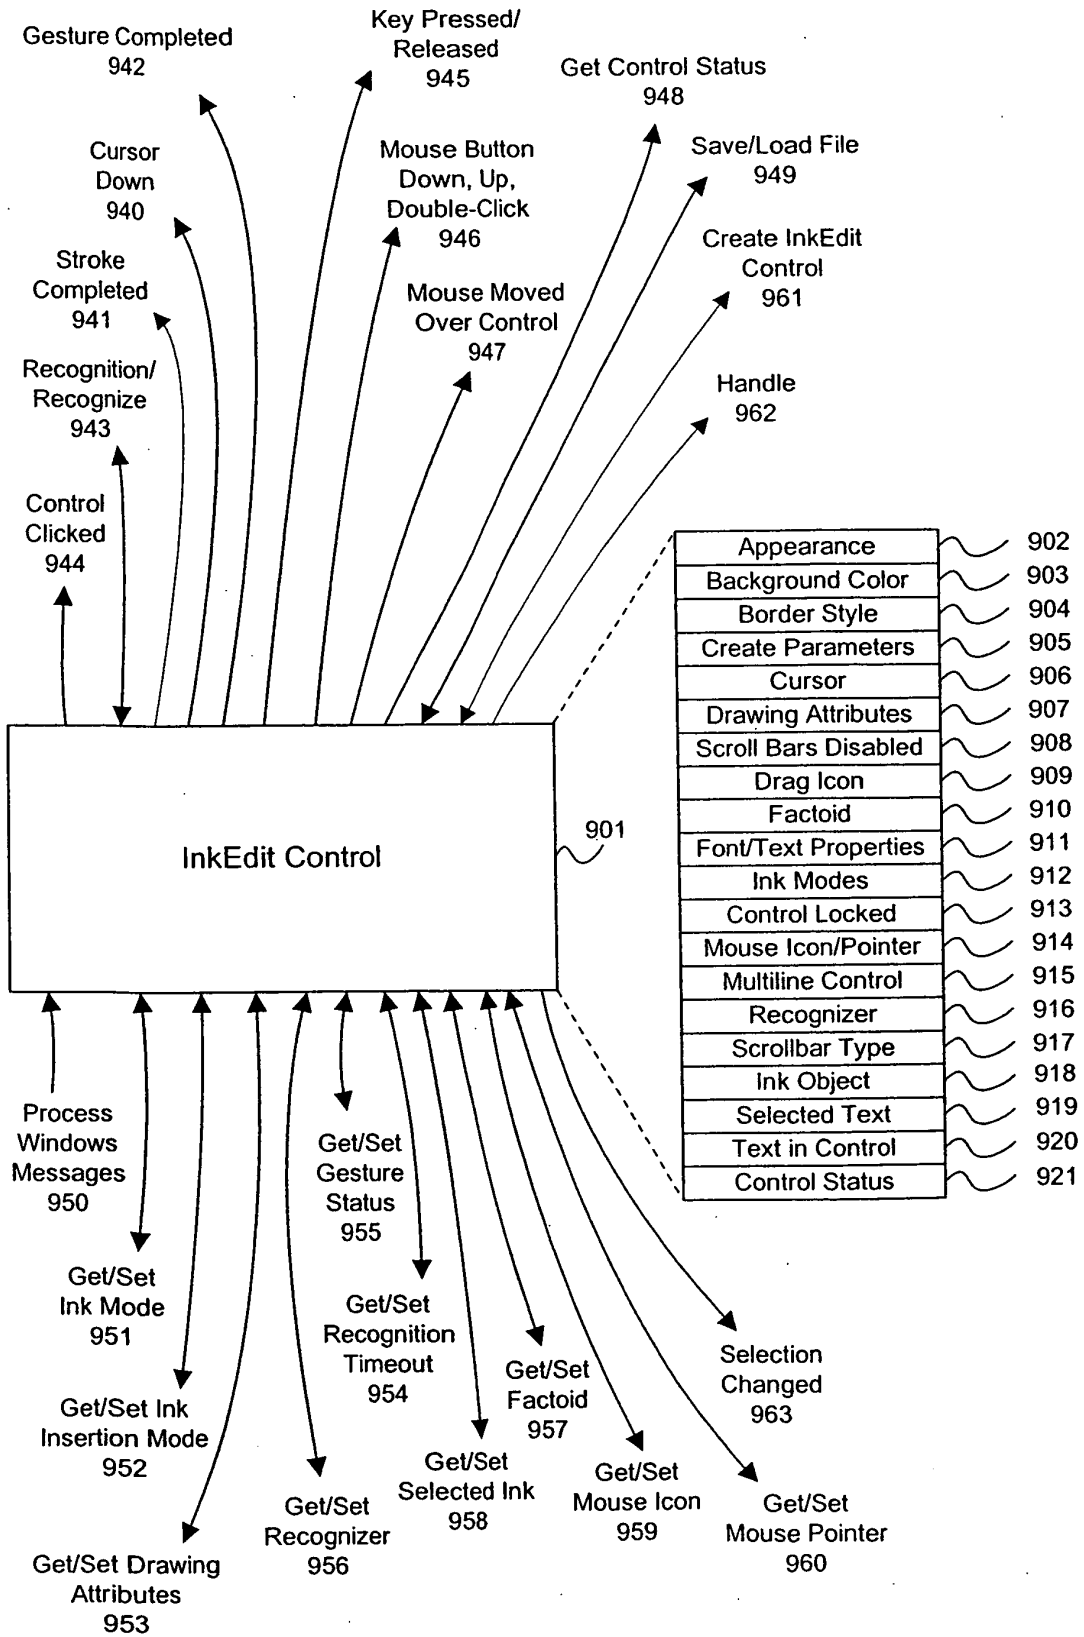 Gesture Completed
942
Key Pressed/
Released
945
Get Control Status
948
Cursor
Down
940
Mouse Button
Down, Up,
Double-Click
946
Save/Load File
949
Stroke
Completed
941
Create InkEdit
Control
961
Mouse Moved
Over Control
947
Recognition/
Recognize
943
Handle
962
Control
Clicked
944
Appearance 902
Background Color 903
Border Style 904
Create Parameters 905
Cursor 906
Drawing Attributes 907
Scroll Bars Disabled 908
Drag Icon 909
Factoid 910
Font/Text Properties 911
Ink Modes 912
Control Locked 913
Mouse Icon/Pointer 914
Multiline Control 915
Recognizer 916
Scrollbar Type 917
Ink Object 918
Selected Text 919
Text in Control 920
Control Status 921
InkEdit Control
901
Process
Windows
Messages
950
Get/Set
Ink Mode
951
Get/Set Ink
Insertion Mode
952
Get/Set Drawing
Attributes
953
Get/Set
Recognizer
956
Get/Set
Gesture
Status
955
Get/Set
Recognition
Timeout
954
Get/Set
Selected Ink
958
Get/Set
Factoid
957
Get/Set
Mouse Icon
959
Get/Set
Mouse Pointer
960
Selection
Changed
963